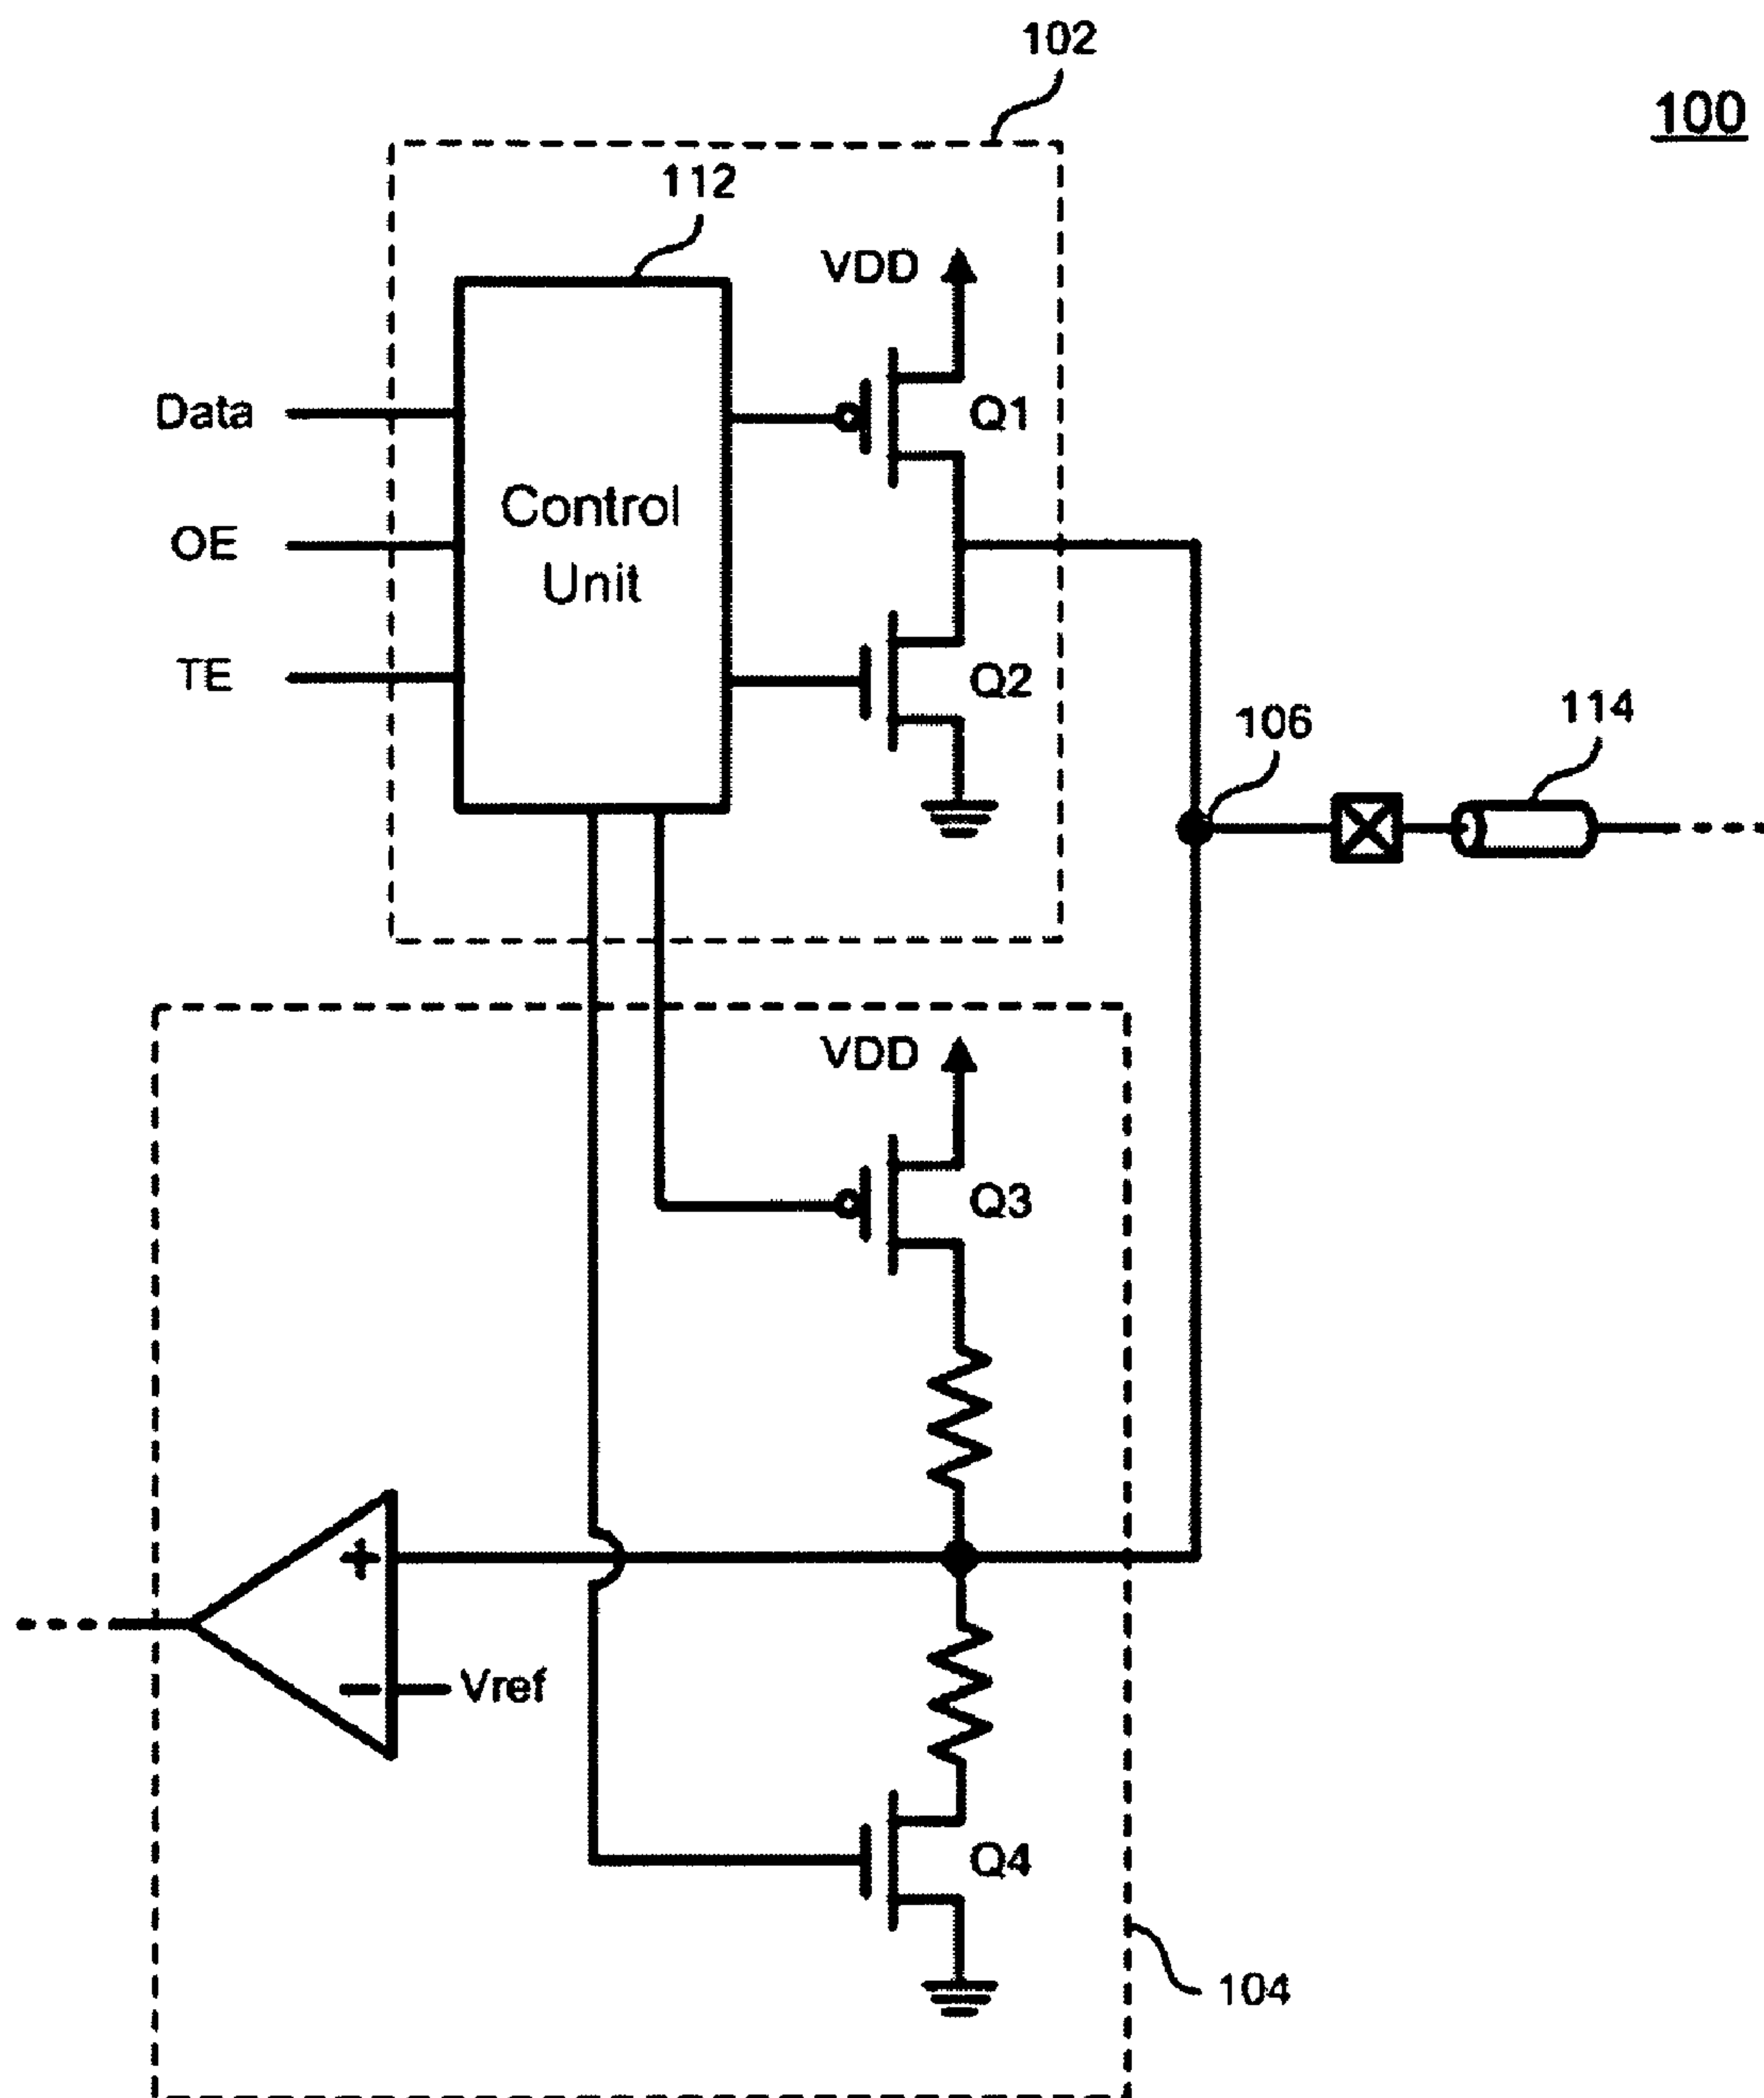 102
100
112
VDD
Data
Q1
Control
Unit
OE
TE
Q2
106
114
VDD
Q3
+
− Vref
Q4
104